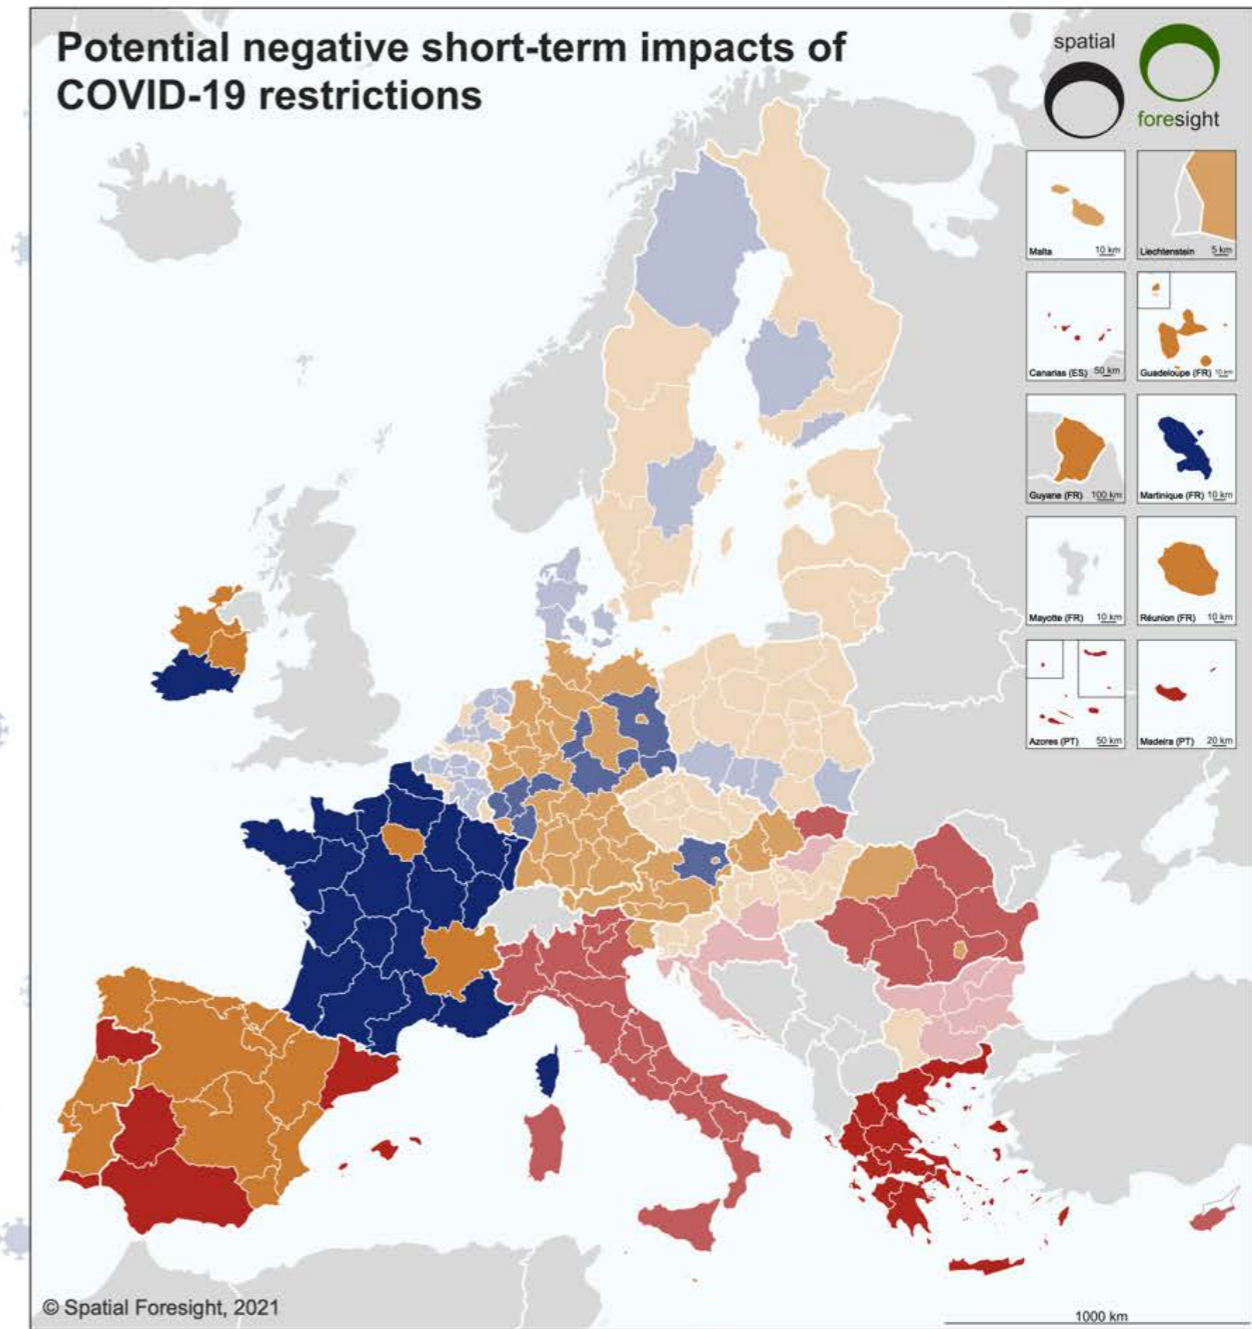 Potential negative short-term impacts of
COVID-19 restrictions
spatial
foresight
Malta 10 km
Liechtenstein 5 km
Canarias (ES) 50 km
Guadeloupe (FR) 10 km
Guyane (FR) 100 km
Martinique (FR) 10 km
Mayotte (FR) 10 km
Réunion (FR) 10 km
Azores (PT) 50 km
Madeira (PT) 20 km
© Spatial Foresight, 2021
1000 km